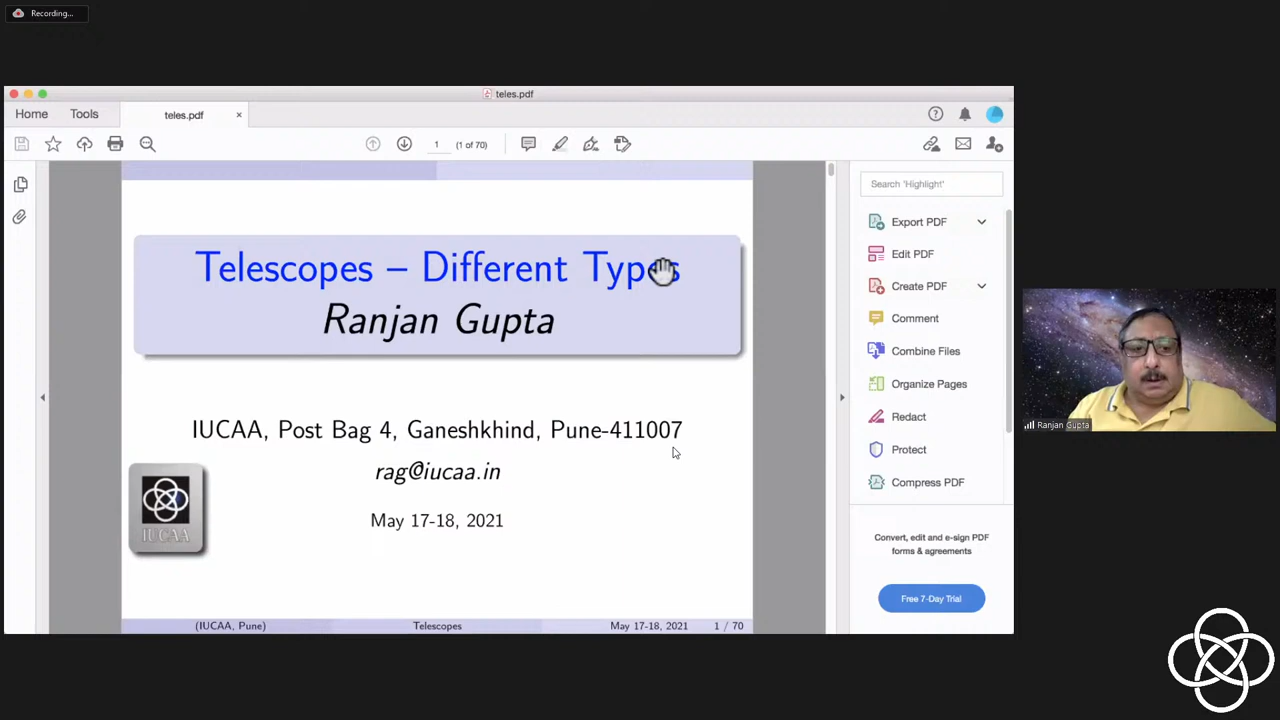 Recording...
teles.pdf
Home
Tools
teles.pdf
1
(1 of 70)
Search 'Highlight'
Telescopes – Different Types
Ranjan Gupta
IUCAA, Post Bag 4, Ganeshkhind, Pune-411007
rag@iucaa.in
May 17-18, 2021
IUCAA
(IUCAA, Pune)
Telescopes
May 17-18, 2021
1 / 70
Export PDF
Edit PDF
Create PDF
Comment
Combine Files
Organize Pages
Redact
Protect
Compress PDF
Convert, edit and e-sign PDF
forms & agreements
Free 7-Day Trial
Ranjan Gupta